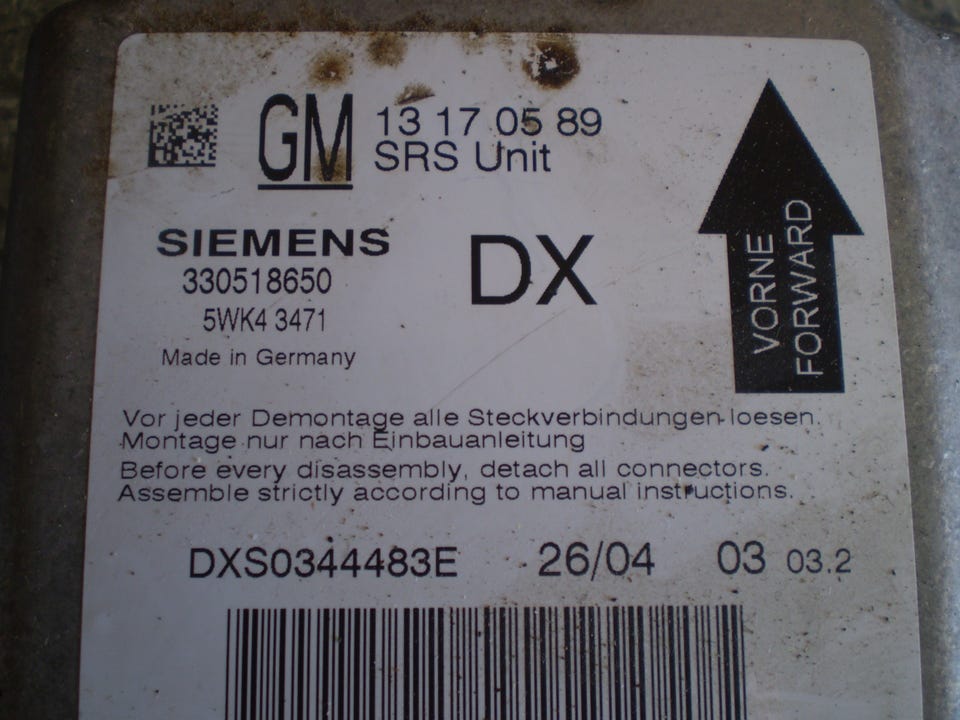 GM 13 17 05 89
SRS Unit
SIEMENS
330518650
5WK4 3471
Made in Germany
DX
VORNE
FORWARD
Vor jeder Demontage alle Steckverbindungen loesen.
Montage nur nach Einbauanleitung
Before every disassembly, detach all connectors.
Assemble strictly according to manual instructions.
DXS0344483E 26/04 03 03.2